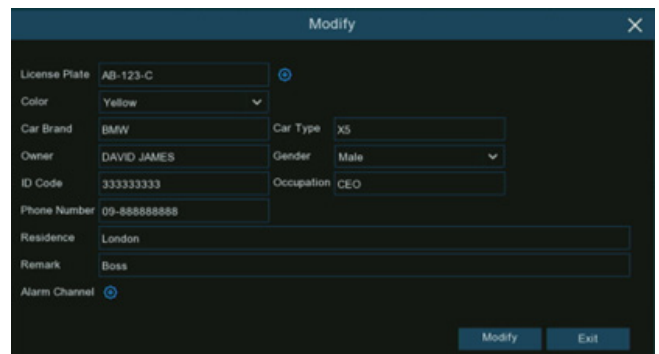 Modify
License Plate AB-123-C
Color Yellow
Car Brand BMW Car Type X5
Owner DAVID JAMES Gender Male
ID Code 333333333 Occupation CEO
Phone Number 09-888888888
Residence London
Remark Boss
Alarm Channel
Modify Exit